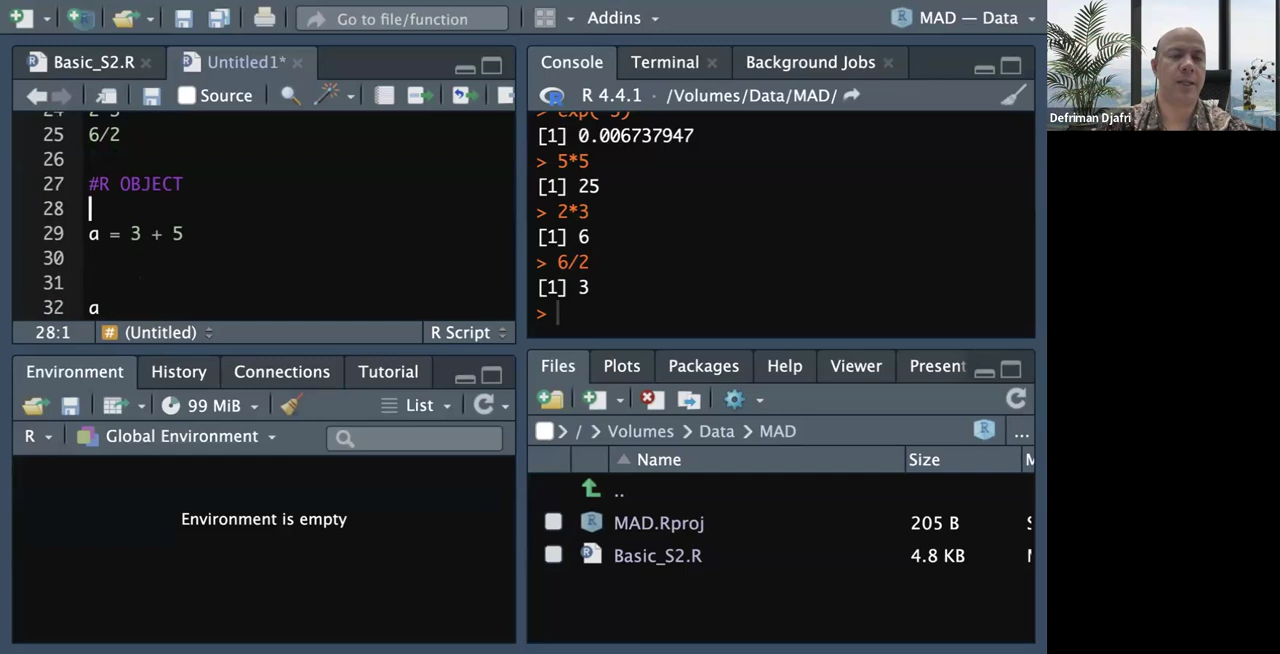 Go to file/function
Addins
MAD — Data
Basic_S2.R
Untitled1*
Source
25 6/2
26
27 #R OBJECT
28
29 a = 3 + 5
30
31
32 a
28:1 # (Untitled) R Script
Console Terminal Background Jobs
R 4.4.1 · /Volumes/Data/MAD/
[1] 0.006737947
> 5*5
[1] 25
> 2*3
[1] 6
> 6/2
[1] 3
>
Environment History Connections Tutorial
99 MiB List
R Global Environment
Environment is empty
Files Plots Packages Help Viewer Present
/ > Volumes > Data > MAD R ...
Name Size
..
MAD.Rproj 205 B
Basic_S2.R 4.8 KB
Defriman Djafri